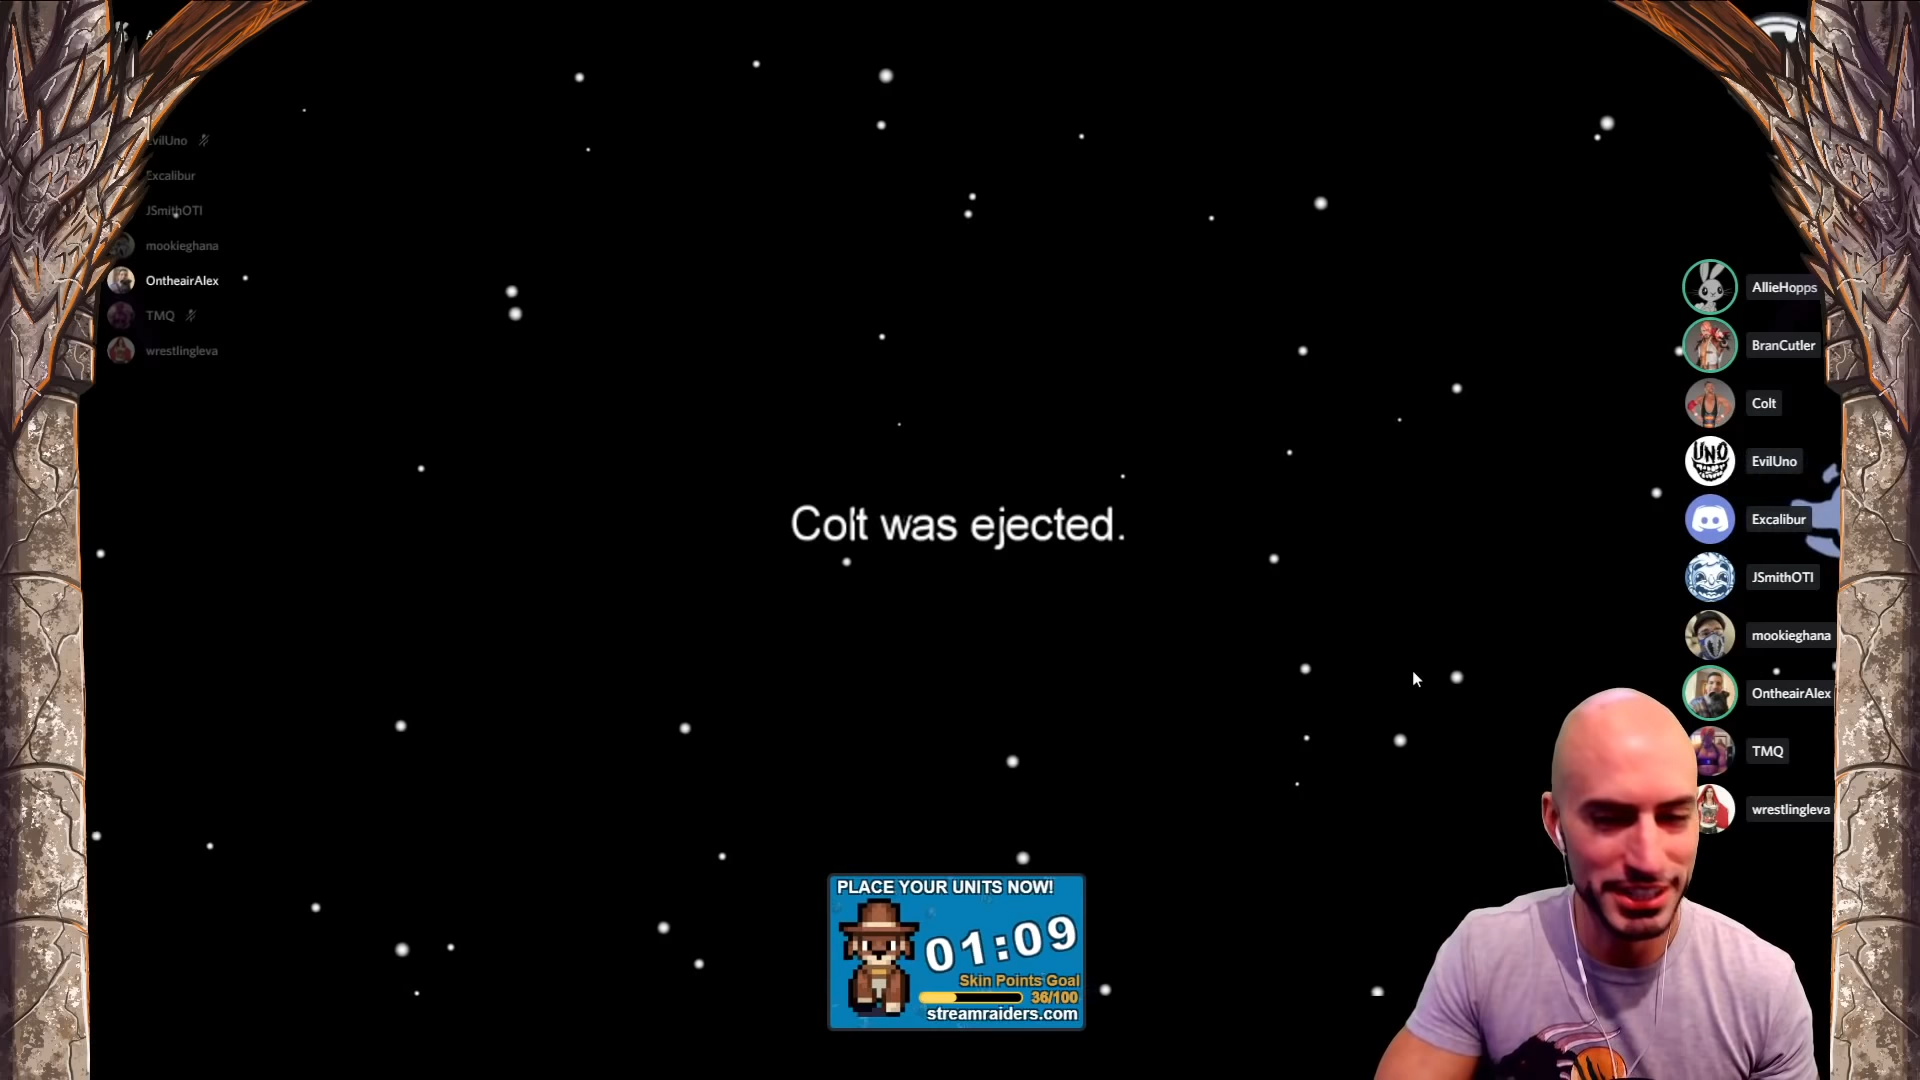 EvilUno
Excalibur
JSmithOTI
mookieghana
OntheairAlex
TMQ
wrestlingleva
Colt was ejected.
PLACE YOUR UNITS NOW!
01:09
Skin Points Goal
36/100
streamraiders.com
AllieHopps
BranCutler
Colt
UNO
EvilUno
Excalibur
JSmithOTI
mookieghana
OntheairAlex
TMQ
wrestlingleva